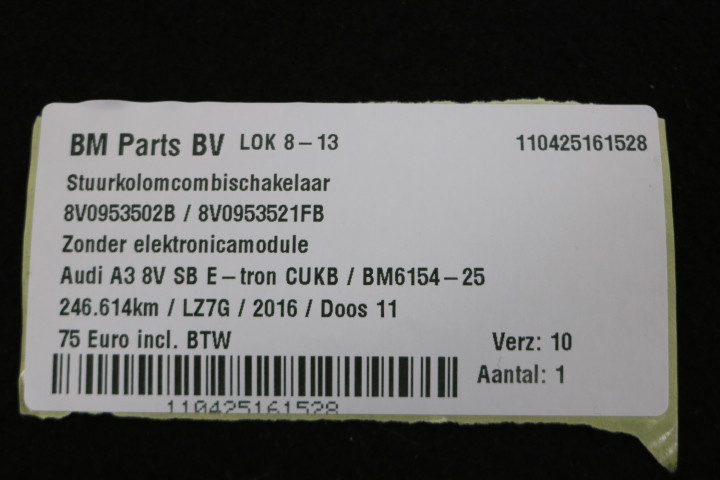 BM Parts BV LOK 8-13 110425161528
Stuurkolomcombischakelaar
8V0953502B / 8V0953521FB
Zonder elektronicamodule
Audi A3 8V SB E-tron CUKB / BM6154-25
246.614km / LZ7G / 2016 / Doos 11
75 Euro incl. BTW Verz: 10
Aantal: 1
110425161528